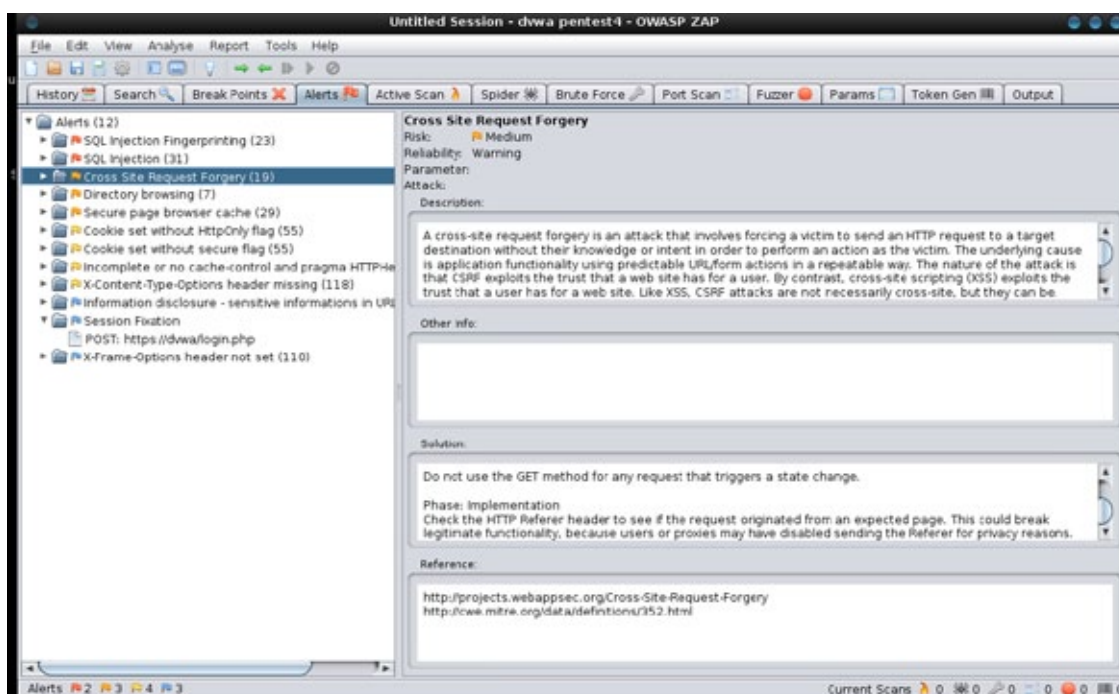 Untitled Session - dvwa pentest4 - OWASP ZAP
File Edit View Analyse Report Tools Help
History Search Break Points Alerts Active Scan Spider Brute Force Port Scan Fuzzer Params Token Gen Output
Alerts (12)
SQL Injection Fingerprinting (23)
SQL Injection (31)
Cross Site Request Forgery (19)
Directory browsing (7)
Secure page browser cache (29)
Cookie set without HttpOnly flag (55)
Cookie set without secure flag (55)
Incomplete or no cache-control and pragma HTTPHe
X-Content-Type-Options header missing (118)
Information disclosure - sensitive informations in URL
Session Fixation
POST: https://dvwa/login.php
X-Frame-Options header not set (110)
Cross Site Request Forgery
Risk: Medium
Reliability: Warning
Parameter:
Attack:
Description:
A cross-site request forgery is an attack that involves forcing a victim to send an HTTP request to a target
destination without their knowledge or intent in order to perform an action as the victim. The underlying cause
is application functionality using predictable URL/form actions in a repeatable way. The nature of the attack is
that CSRF exploits the trust that a web site has for a user. By contrast, cross-site scripting (XSS) exploits the
trust that a user has for a web site. Like XSS, CSRF attacks are not necessarily cross-site, but they can be.
Other info:
Solution:
Do not use the GET method for any request that triggers a state change.
Phase: Implementation
Check the HTTP Referer header to see if the request originated from an expected page. This could break
legitimate functionality, because users or proxies may have disabled sending the Referer for privacy reasons.
Reference:
http://projects.webappsec.org/Cross-Site-Request-Forgery
http://cwe.mitre.org/data/definitions/352.html
Alerts 2 3 4 3
Current Scans 0 0 0 0 0